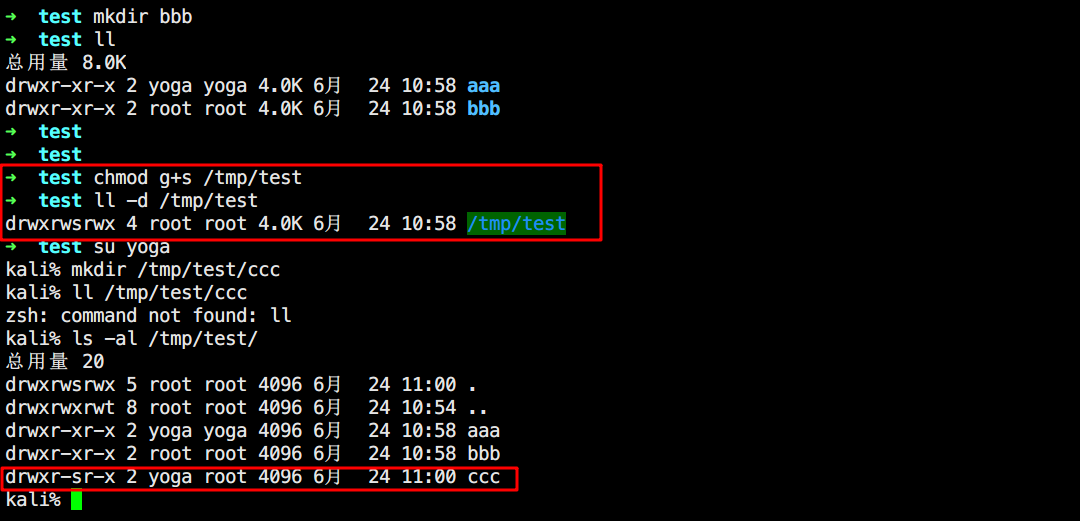 ➜  test mkdir bbb
➜  test ll
总用量 8.0K
drwxr-xr-x 2 yoga yoga 4.0K 6月  24 10:58 aaa
drwxr-xr-x 2 root root 4.0K 6月  24 10:58 bbb
➜  test
➜  test
➜  test chmod g+s /tmp/test
➜  test ll -d /tmp/test
drwxrwsrwx 4 root root 4.0K 6月  24 10:58 /tmp/test
➜  test su yoga
kali% mkdir /tmp/test/ccc
kali% ll /tmp/test/ccc
zsh: command not found: ll
kali% ls -al /tmp/test/
总用量 20
drwxrwsrwx 5 root root 4096 6月  24 11:00 .
drwxrwxrwt 8 root root 4096 6月  24 10:54 ..
drwxr-xr-x 2 yoga yoga 4096 6月  24 10:58 aaa
drwxr-xr-x 2 root root 4096 6月  24 10:58 bbb
drwxr-sr-x 2 yoga root 4096 6月  24 11:00 ccc
kali%